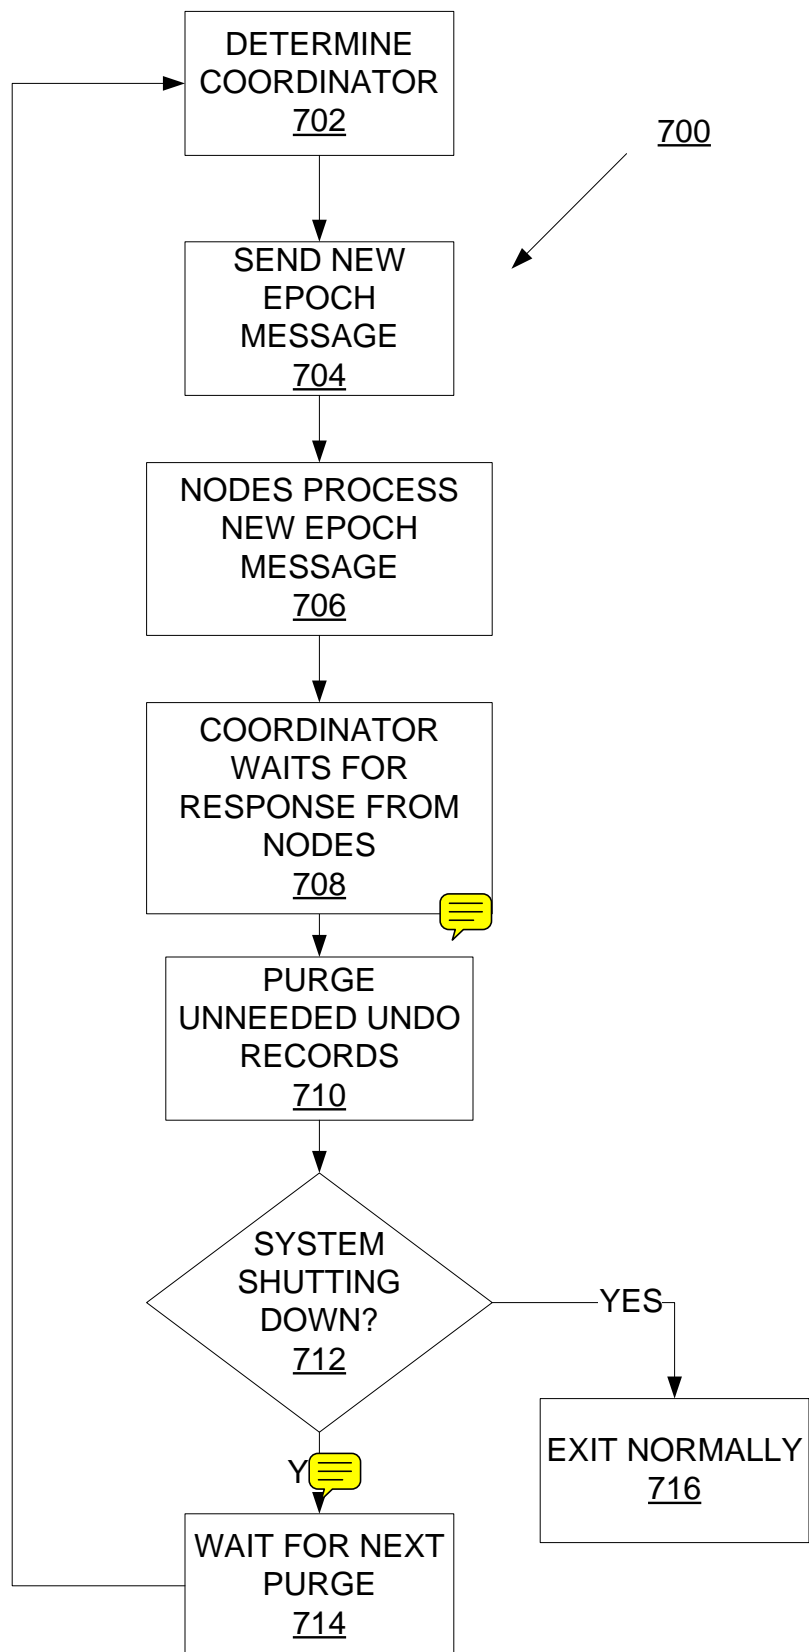 DETERMINE
COORDINATOR
702
700
SEND NEW
EPOCH
MESSAGE
704
NODES PROCESS
NEW EPOCH
MESSAGE
706
COORDINATOR
WAITS FOR
RESPONSE FROM
NODES
708
PURGE
UNNEEDED UNDO
RECORDS
710
SYSTEM
SHUTTING
DOWN?
712
YES
EXIT NORMALLY
716
WAIT FOR NEXT
PURGE
714